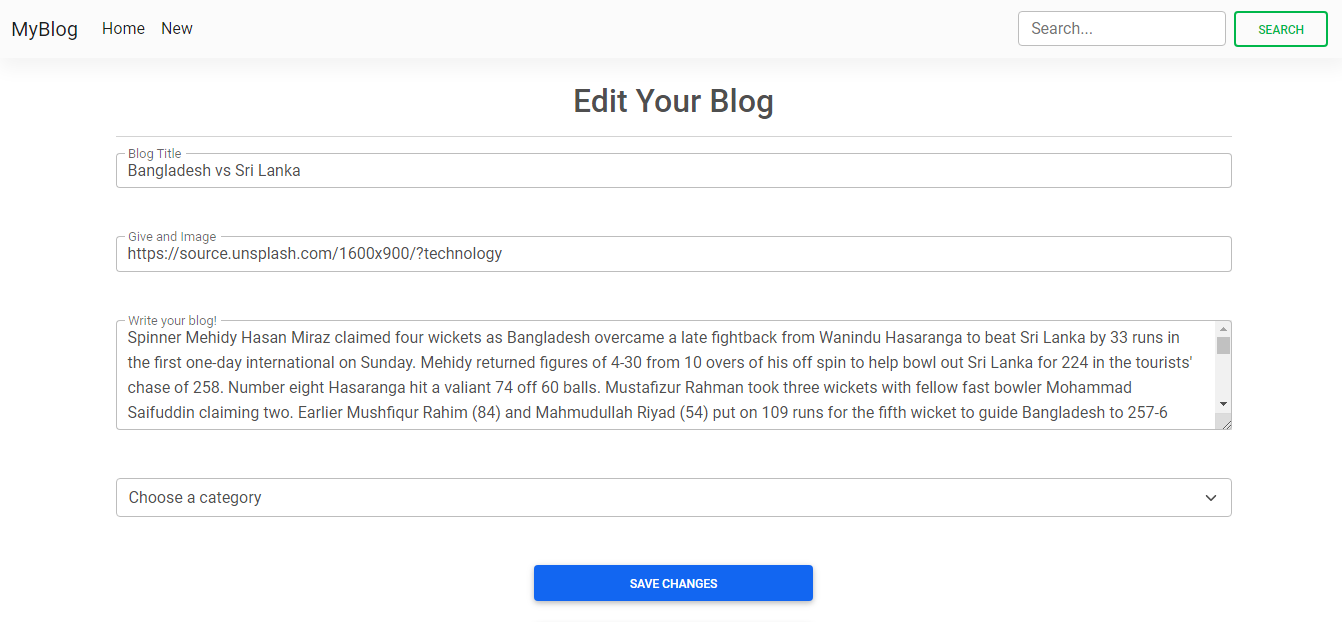 MyBlog Home New Search... SEARCH
Edit Your Blog
Blog Title
Bangladesh vs Sri Lanka
Give and Image
https://source.unsplash.com/1600x900/?technology
Write your blog!
Spinner Mehidy Hasan Miraz claimed four wickets as Bangladesh overcame a late fightback from Wanindu Hasaranga to beat Sri Lanka by 33 runs in
the first one-day international on Sunday. Mehidy returned figures of 4-30 from 10 overs of his off spin to help bowl out Sri Lanka for 224 in the tourists'
chase of 258. Number eight Hasaranga hit a valiant 74 off 60 balls. Mustafizur Rahman took three wickets with fellow fast bowler Mohammad
Saifuddin claiming two. Earlier Mushfiqur Rahim (84) and Mahmudullah Riyad (54) put on 109 runs for the fifth wicket to guide Bangladesh to 257-6
Choose a category
SAVE CHANGES